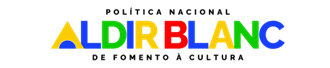 POLÍTICA NACIONAL
ALDIR BLANC
DE FOMENTO À CULTURA